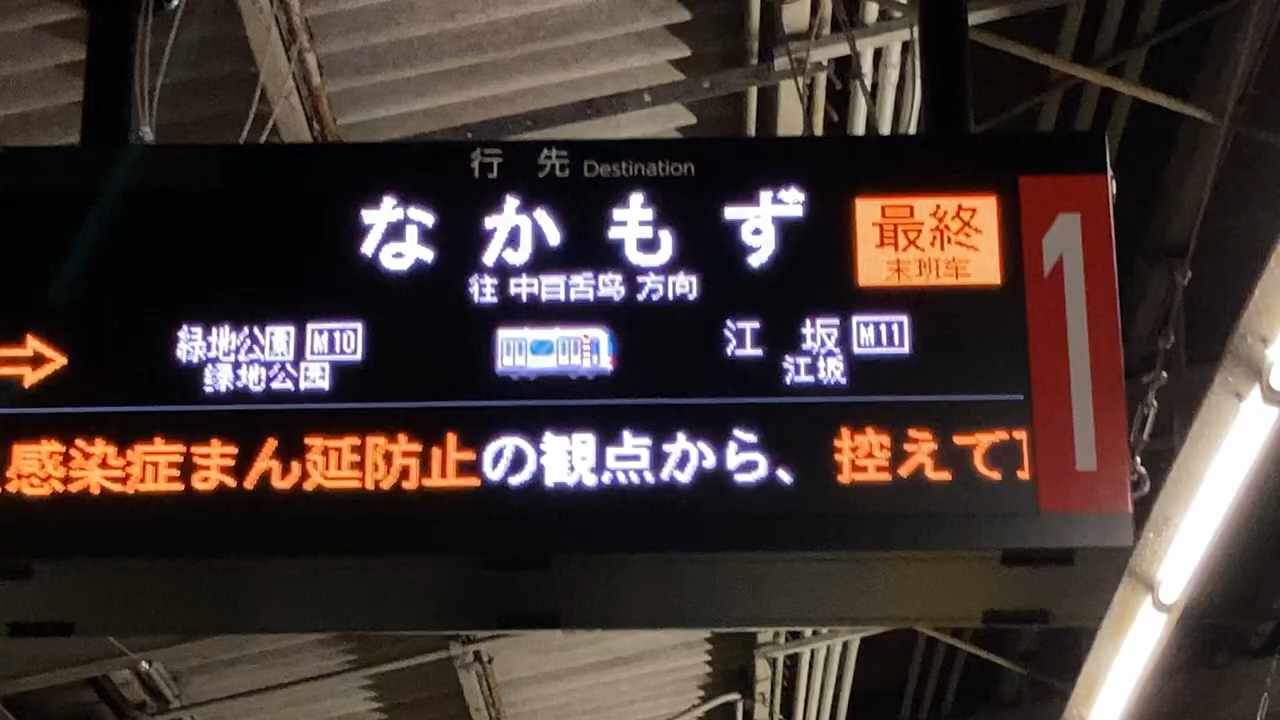 行先 Destination
なかもず 最終
往 中百舌鸟 方向 末班车
緑地公園 M10 江坂 M11
绿地公园 江坂
感染症まん延防止の観点から、控えて
1